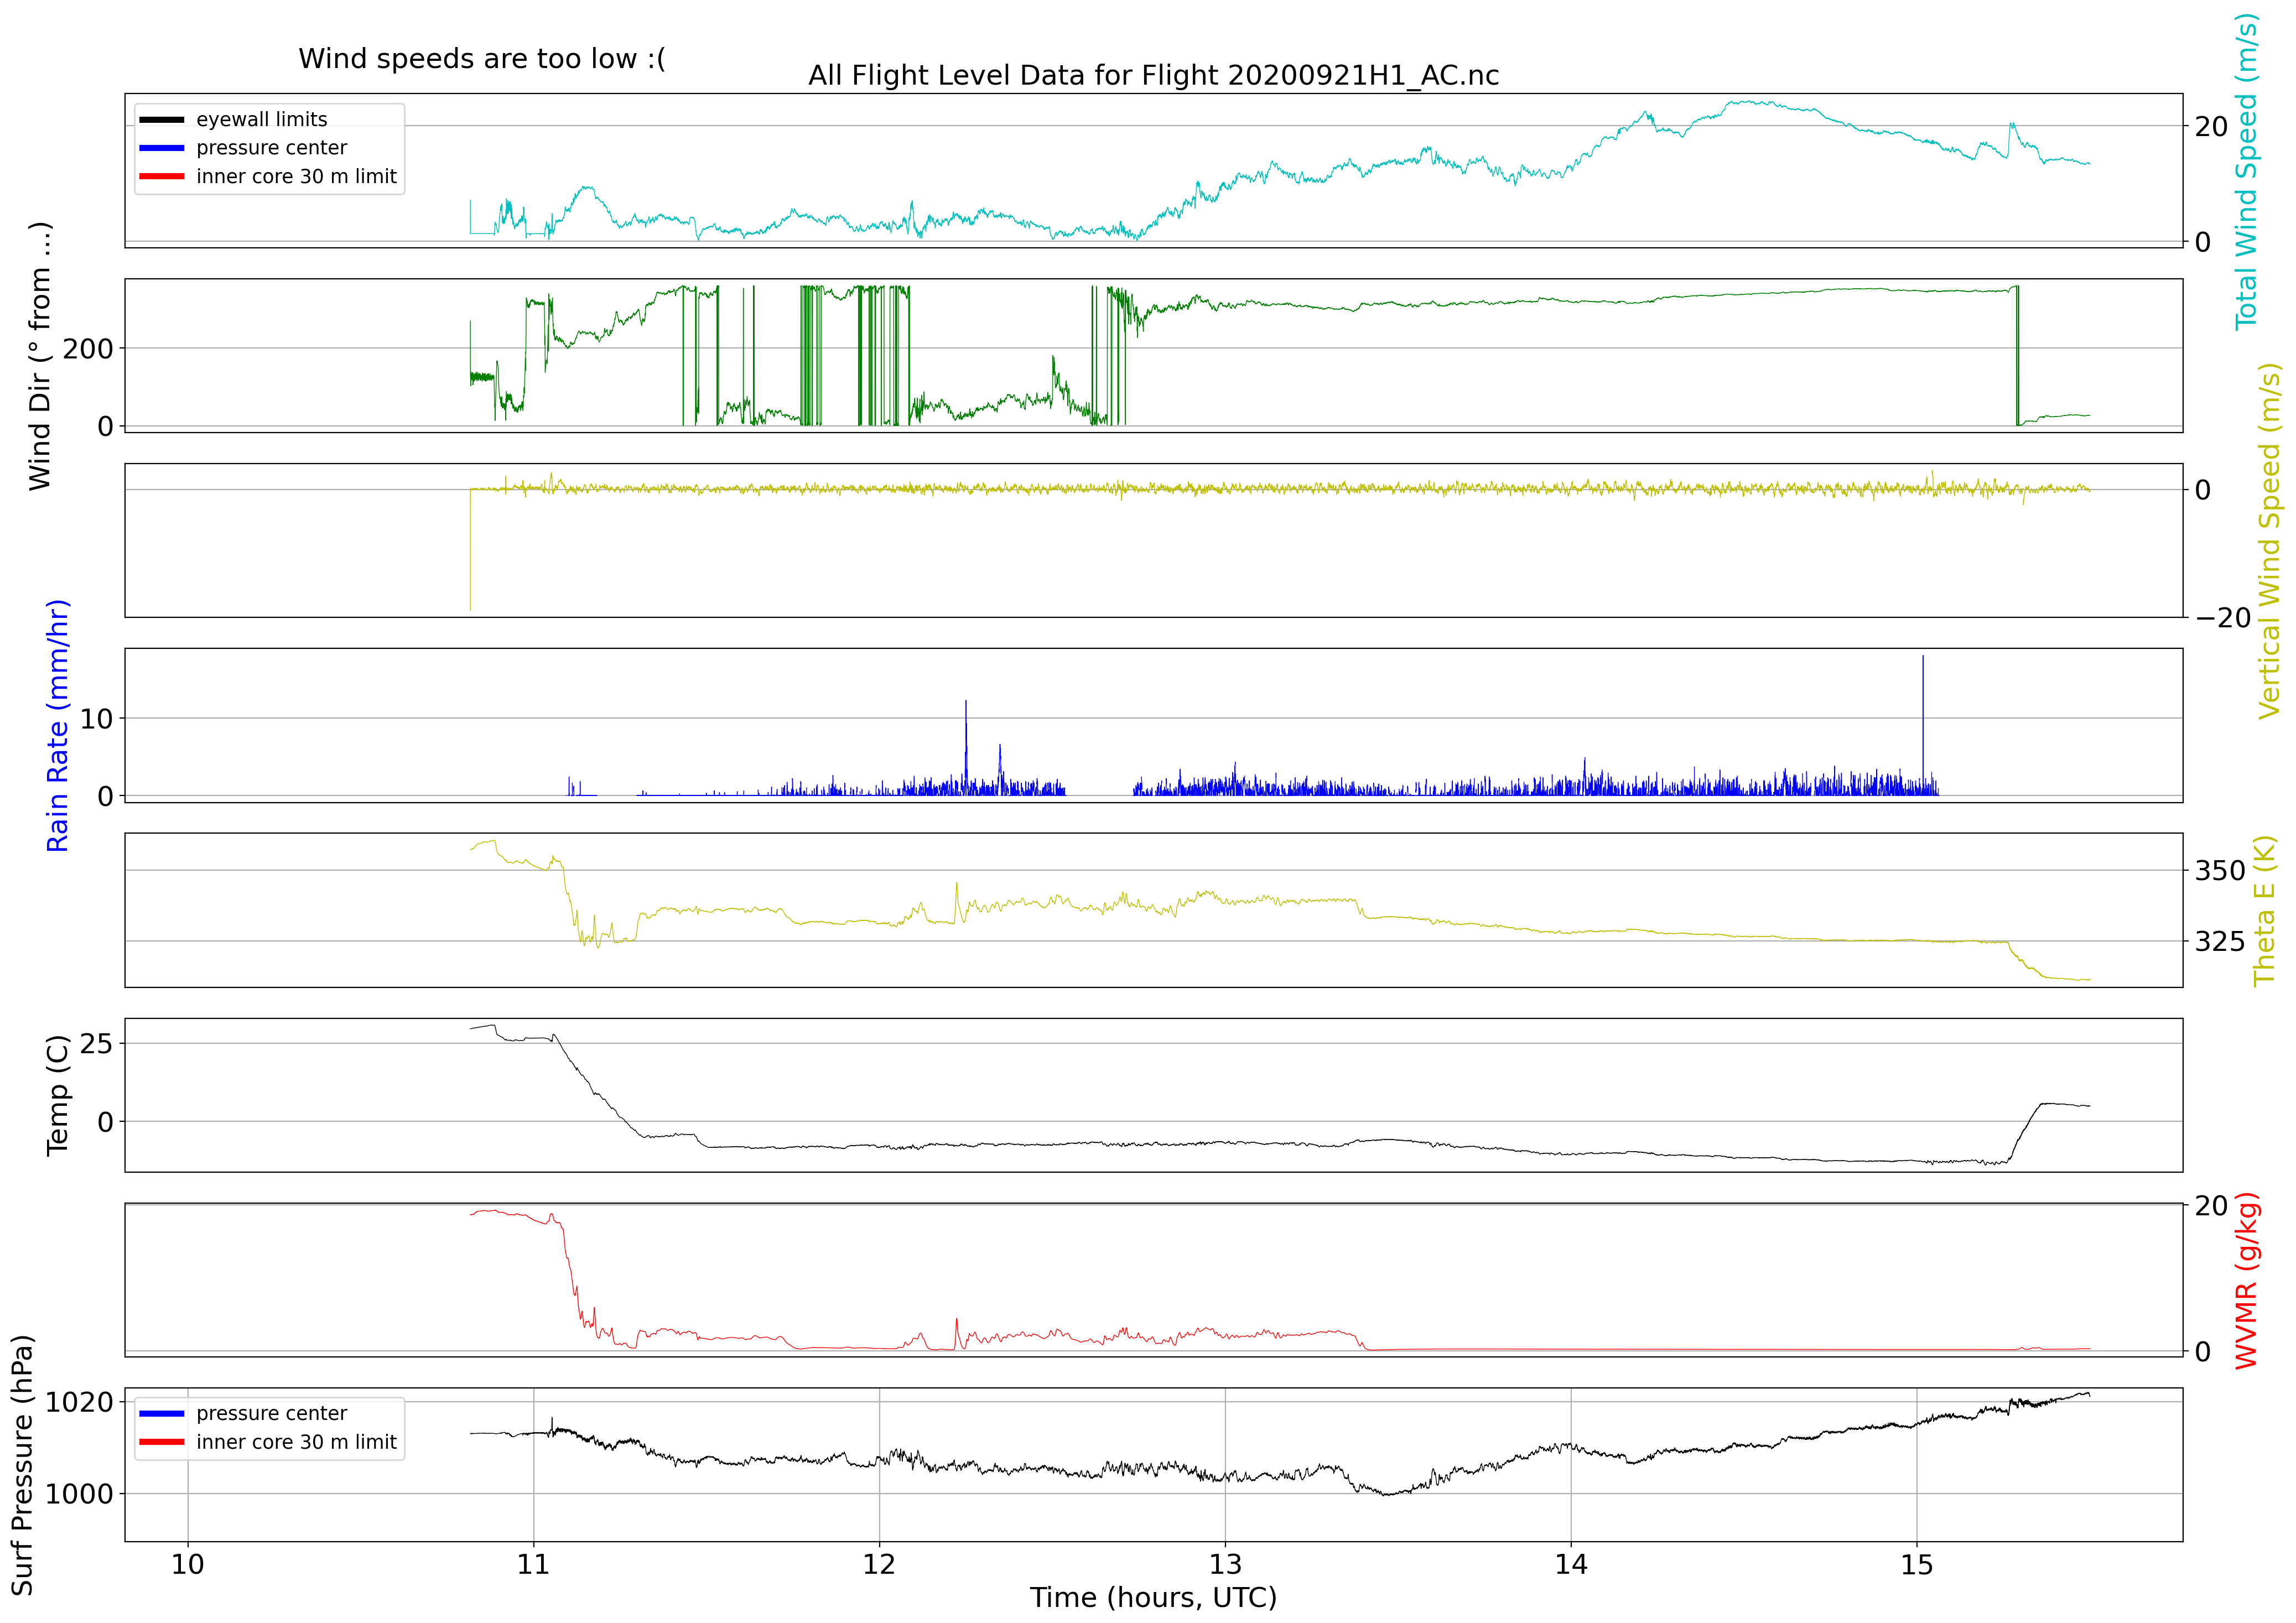 Wind speeds are too low :(
All Flight Level Data for Flight 20200921H1_AC.nc
eyewall limits
pressure center
inner core 30 m limit
20
0
Total Wind Speed (m/s)
Wind Dir (° from ...)
200
0
0
−20
Vertical Wind Speed (m/s)
Rain Rate (mm/hr)
10
0
350
325
Theta E (K)
Temp (C)
25
0
20
0
WVMR (g/kg)
Surf Pressure (hPa)
1020
1000
pressure center
inner core 30 m limit
10 11 12 13 14 15
Time (hours, UTC)